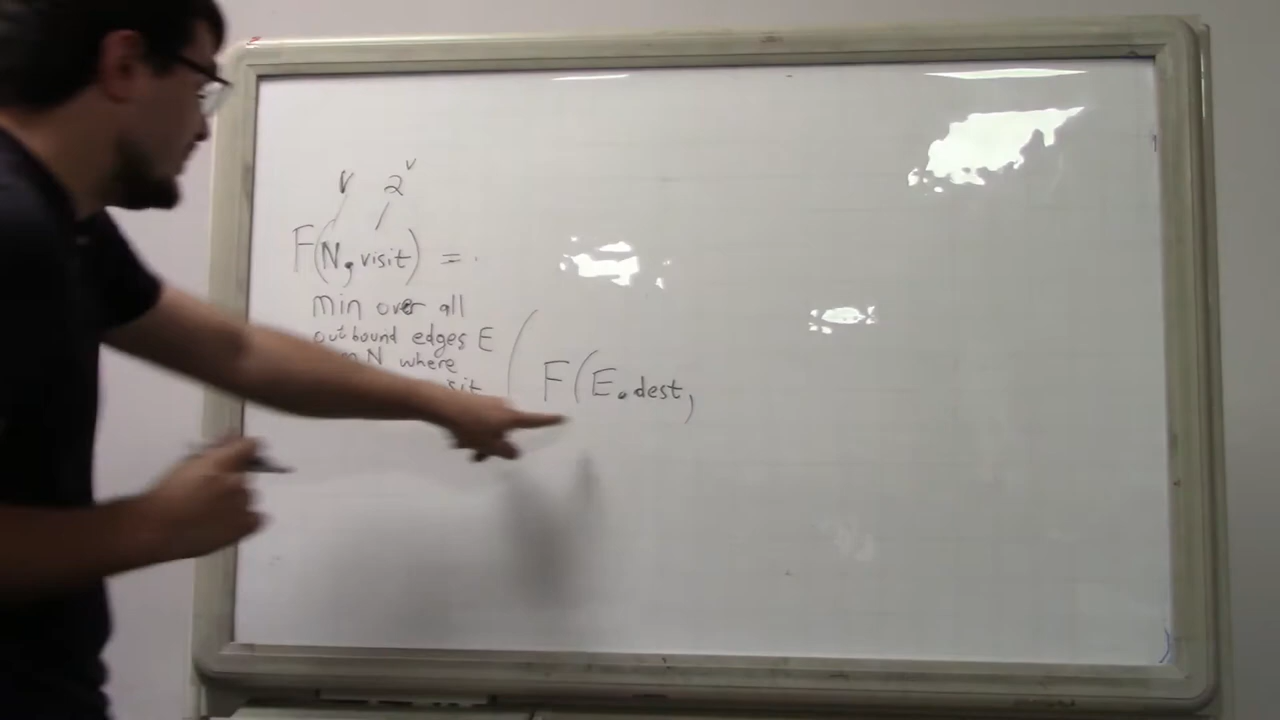 V 2^V
F(N, visit) =
min over all
outbound edges E
N where
( F(E.dest,